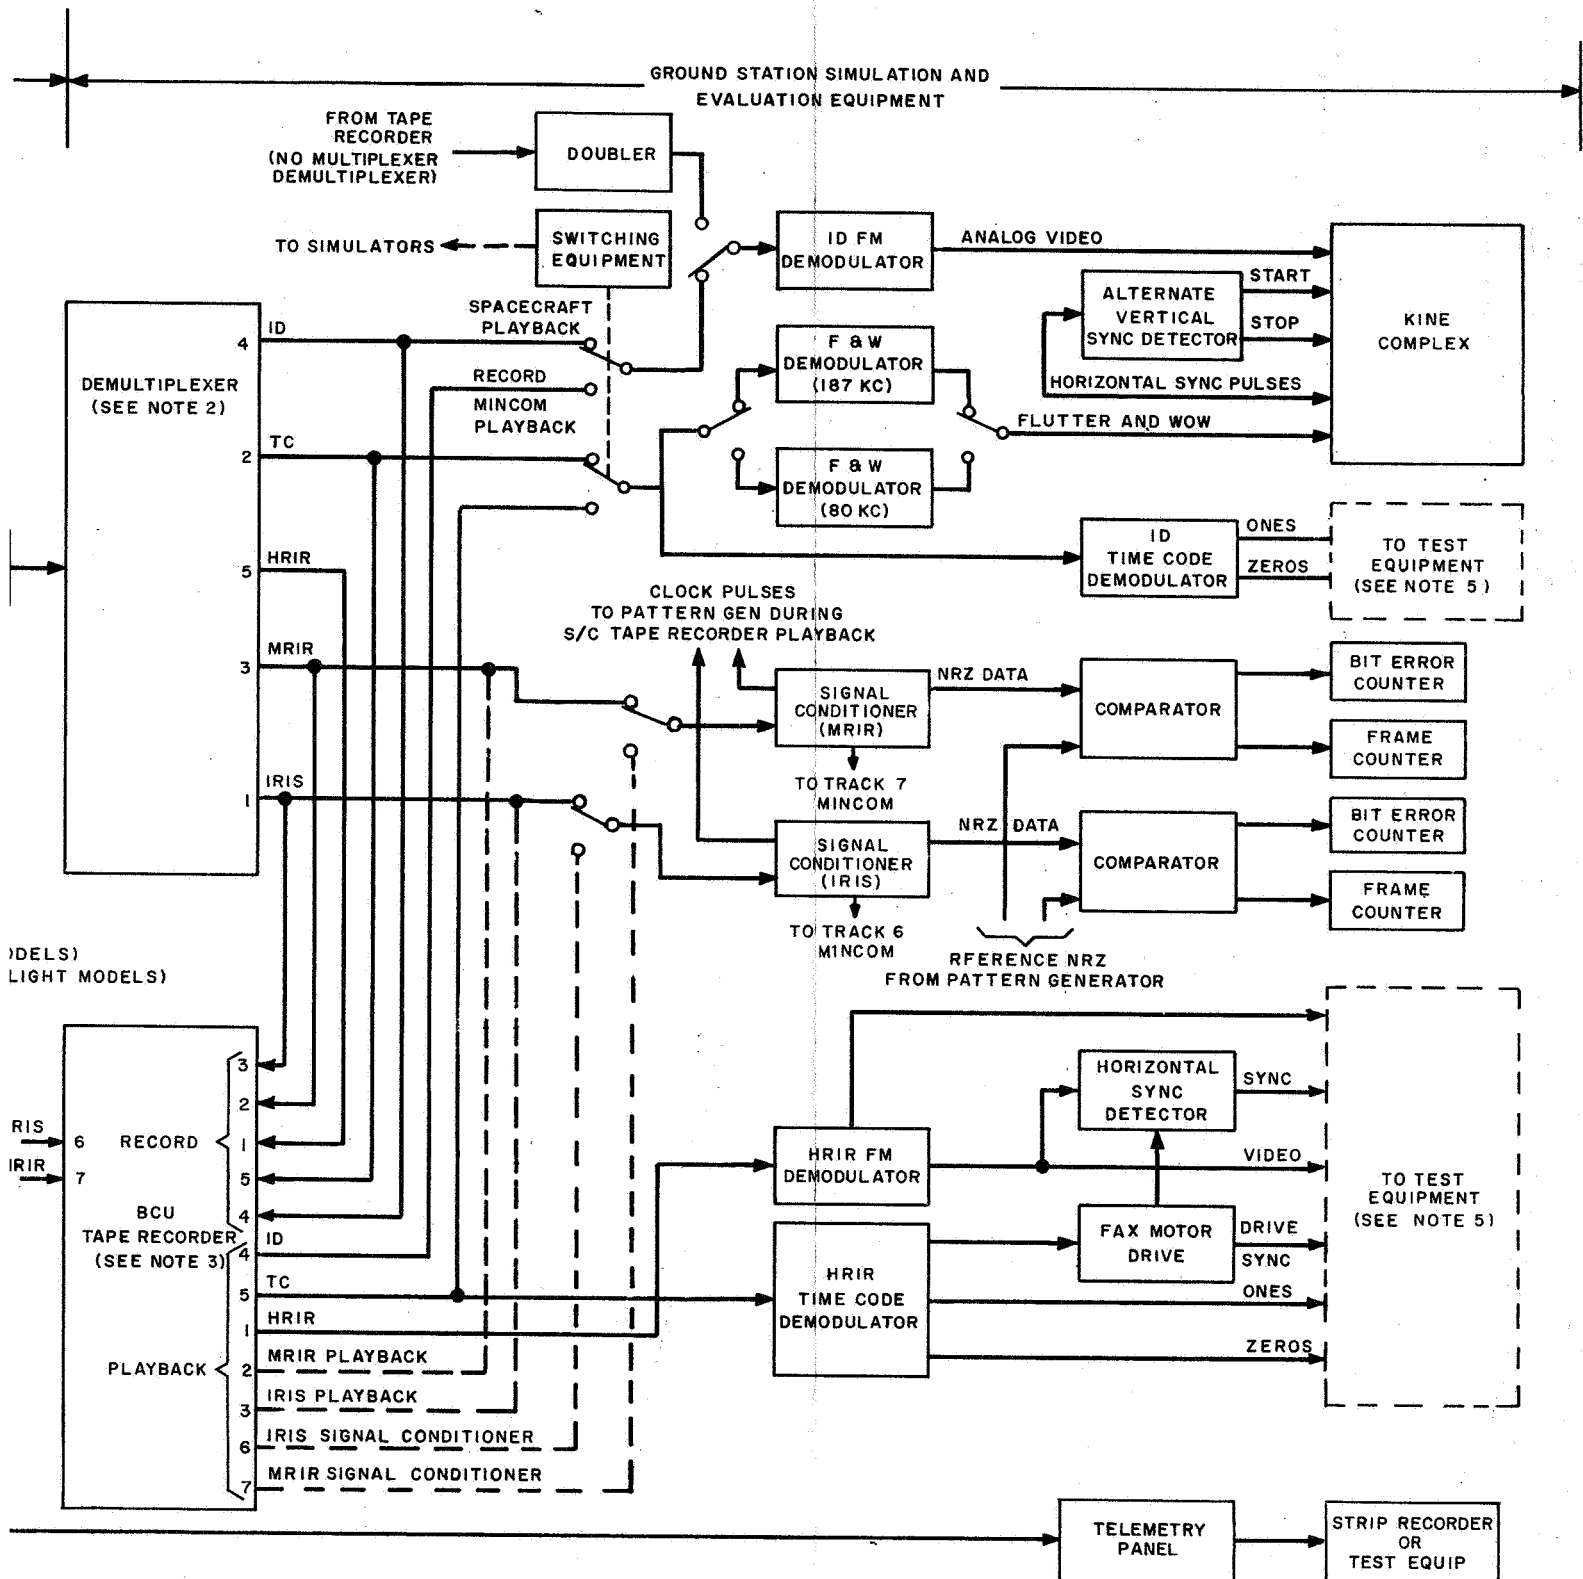 GROUND STATION SIMULATION AND
EVALUATION EQUIPMENT
FROM TAPE
RECORDER
(NO MULTIPLEXER
DEMULTIPLEXER)
DOUBLER
TO SIMULATORS
SWITCHING
EQUIPMENT
ID FM
DEMODULATOR
ANALOG VIDEO
ALTERNATE
VERTICAL
SYNC DETECTOR
START
STOP
HORIZONTAL SYNC PULSES
KINE
COMPLEX
DEMULTIPLEXER
(SEE NOTE 2)
4
ID
2
TC
5
HRIR
3
MRIR
1
IRIS
SPACECRAFT
PLAYBACK
RECORD
MINCOM
PLAYBACK
F & W
DEMODULATOR
(187 KC)
F & W
DEMODULATOR
(80 KC)
FLUTTER AND WOW
ID
TIME CODE
DEMODULATOR
ONES
ZEROS
TO TEST
EQUIPMENT
(SEE NOTE 5)
CLOCK PULSES
TO PATTERN GEN DURING
S/C TAPE RECORDER PLAYBACK
SIGNAL
CONDITIONER
(MRIR)
NRZ DATA
TO TRACK 7
MINCOM
COMPARATOR
BIT ERROR
COUNTER
FRAME
COUNTER
SIGNAL
CONDITIONER
(IRIS)
NRZ DATA
TO TRACK 6
MINCOM
COMPARATOR
BIT ERROR
COUNTER
FRAME
COUNTER
RFERENCE NRZ
FROM PATTERN GENERATOR
DELS)
LIGHT MODELS)
RIS
6
RIR
7
RECORD
3
2
1
5
4
BCU
TAPE RECORDER
(SEE NOTE 3)
PLAYBACK
4
ID
5
TC
1
HRIR
2
MRIR PLAYBACK
3
IRIS PLAYBACK
6
IRIS SIGNAL CONDITIONER
7
MRIR SIGNAL CONDITIONER
HRIR FM
DEMODULATOR
HRIR
TIME CODE
DEMODULATOR
HORIZONTAL
SYNC
DETECTOR
SYNC
VIDEO
FAX MOTOR
DRIVE
DRIVE
SYNC
ONES
ZEROS
TO TEST
EQUIPMENT
(SEE NOTE 5)
TELEMETRY
PANEL
STRIP RECORDER
OR
TEST EQUIP